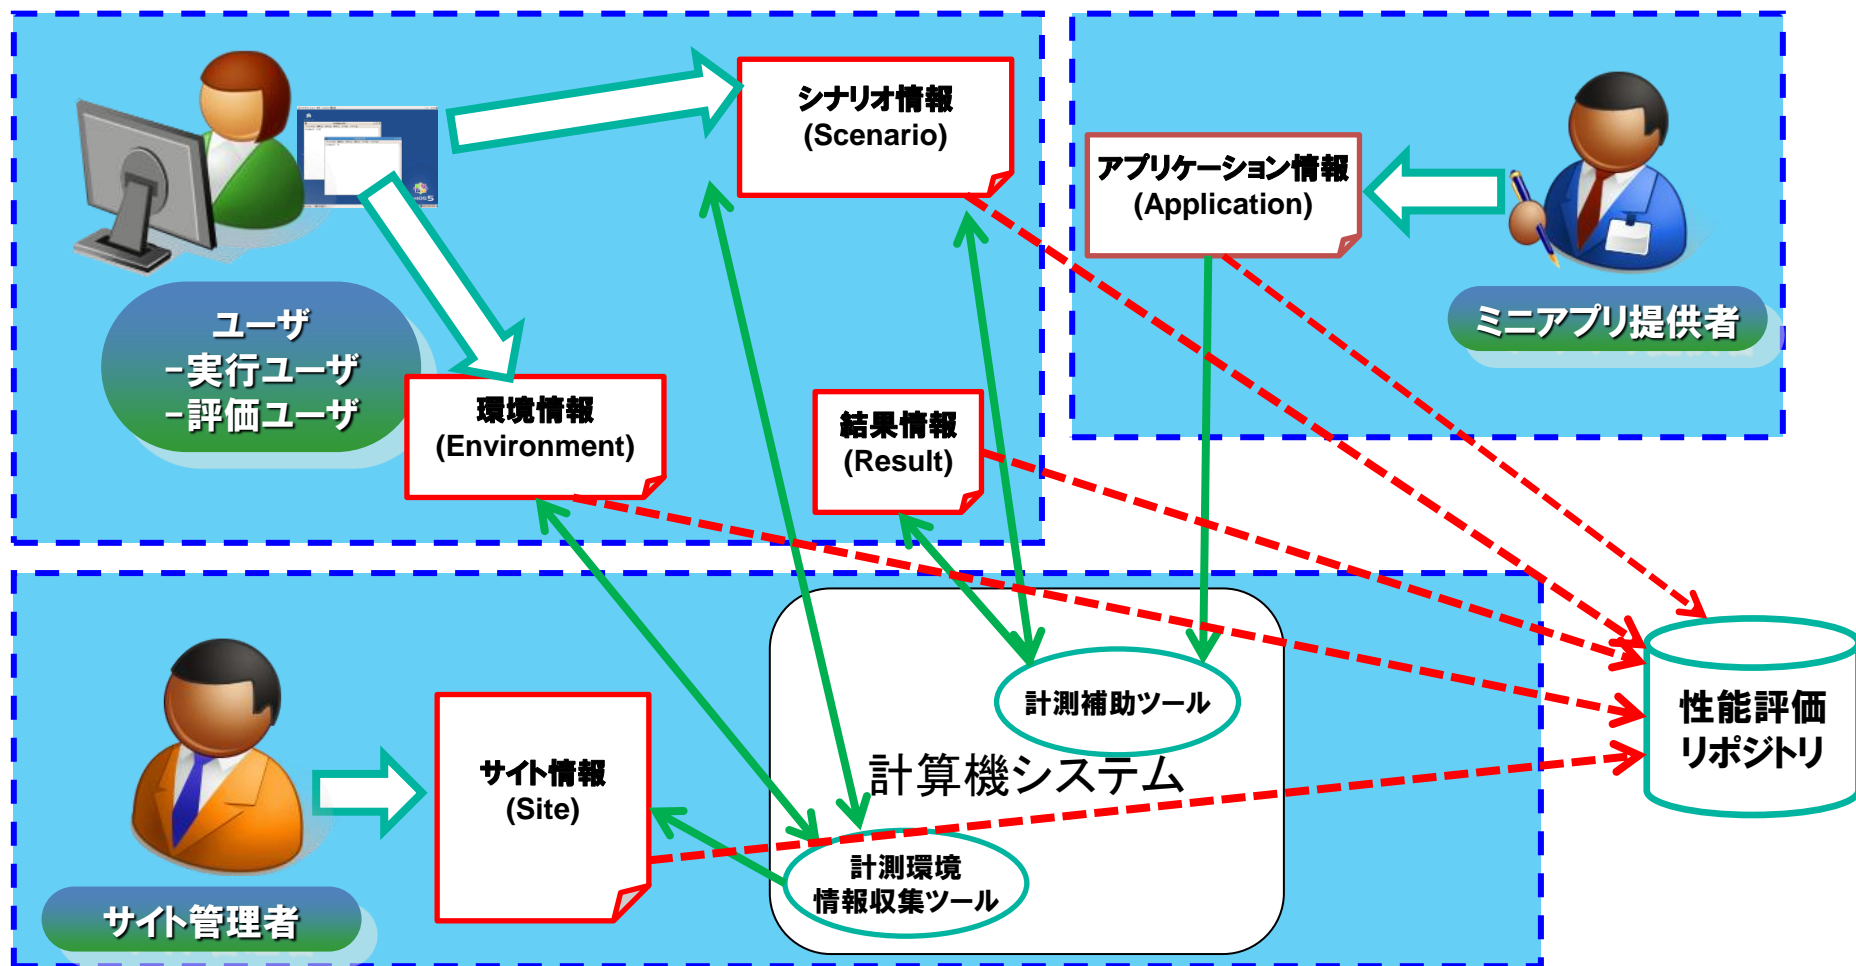 シナリオ情報
(Scenario)
アプリケーション情報
(Application)
ユーザ
-実行ユーザ
-評価ユーザ
ミニアプリ提供者
環境情報
(Environment)
結果情報
(Result)
計測補助ツール
計算機システム
サイト情報
(Site)
計測環境
情報収集ツール
サイト管理者
性能評価
リポジトリ